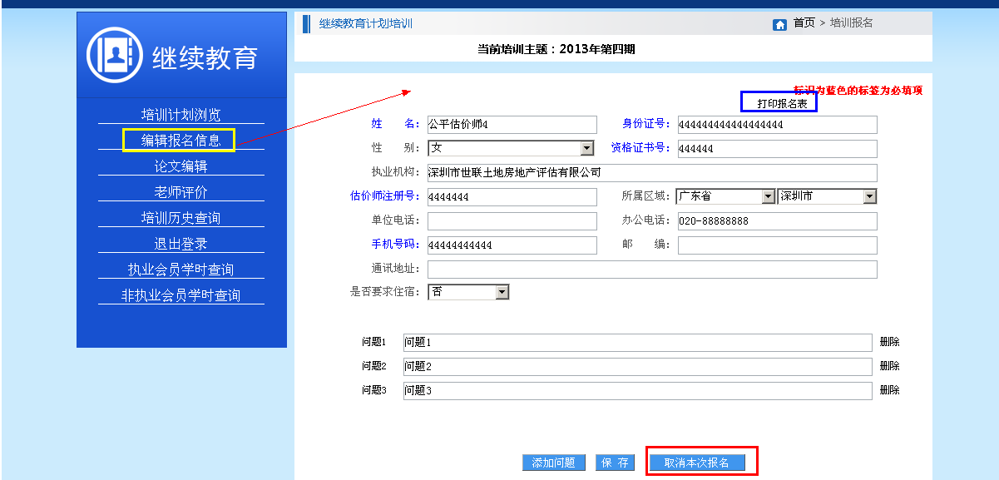 继续教育
培训计划浏览
编辑报名信息
论文编辑
老师评价
培训历史查询
退出登录
执业会员学时查询
非执业会员学时查询
继续教育计划培训
首页 > 培训报名
当前培训主题：2013年第四期
标识为蓝色的标签为必填项
打印报名表
姓 名： 公平估价师4 身份证号： 444444444444444444
性 别： 女 资格证书号： 444444
执业机构： 深圳市世联土地房地产评估有限公司
估价师注册号： 4444444 所属区域： 广东省 深圳市
单位电话： 办公电话： 020-88888888
手机号码： 44444444444 邮 编：
通讯地址：
是否要求住宿： 否
问题1 问题1 删除
问题2 问题2 删除
问题3 问题3 删除
添加问题 保 存 取消本次报名